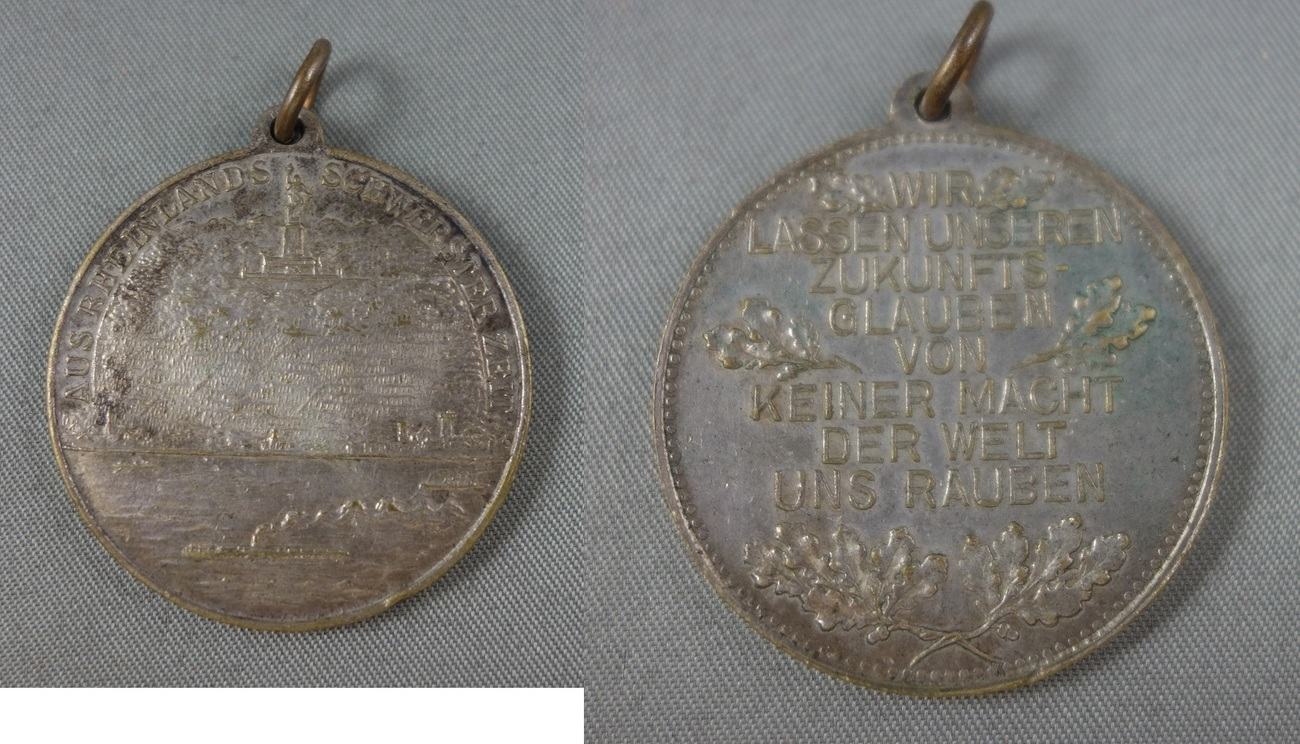 AUS RHEINLANDS SCHWERSTER ZEIT
WIR
LASSEN UNSEREN
ZUKUNFTS-
GLAUBEN
VON
KEINER MACHT
DER WELT
UNS RAUBEN